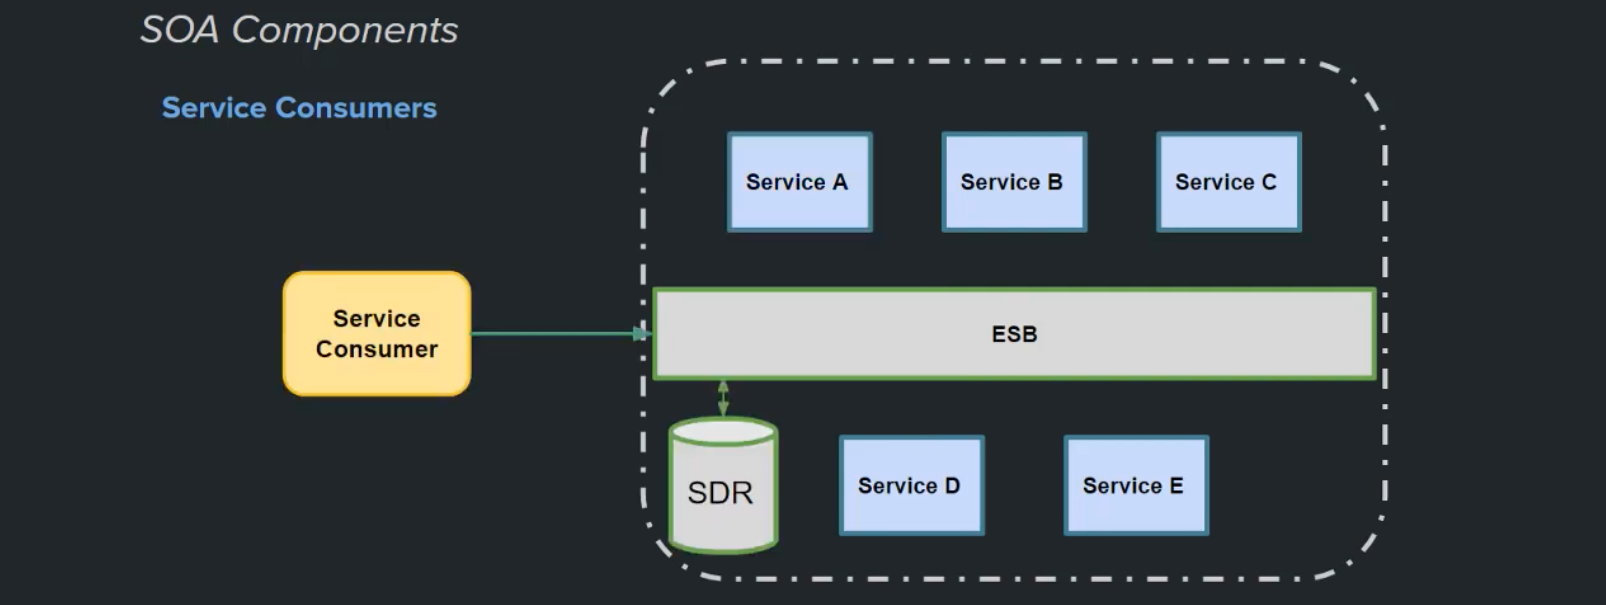 SOA Components
Service Consumers
Service A
Service B
Service C
Service
Consumer
ESB
SDR
Service D
Service E